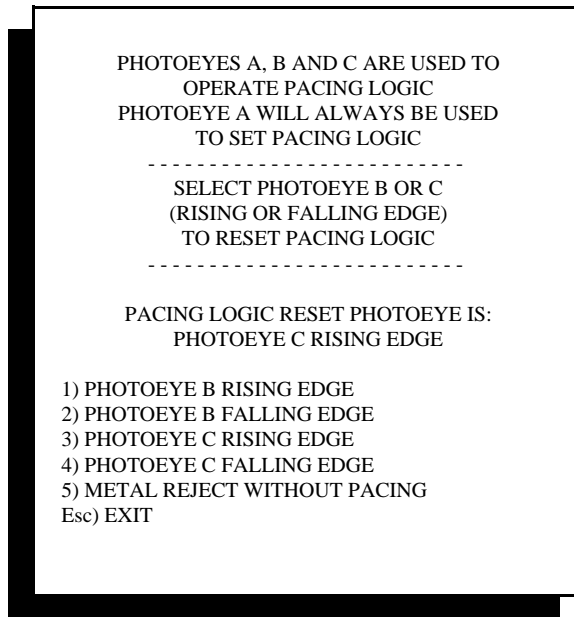 PHOTOEYES A, B AND C ARE USED TO
OPERATE PACING LOGIC
PHOTOEYE A WILL ALWAYS BE USED
TO SET PACING LOGIC
- - - - - - - - - - - - - - - - - - - - - - - - - -
SELECT PHOTOEYE B OR C
(RISING OR FALLING EDGE)
TO RESET PACING LOGIC
- - - - - - - - - - - - - - - - - - - - - - - - - -
PACING LOGIC RESET PHOTOEYE IS:
PHOTOEYE C RISING EDGE
1) PHOTOEYE B RISING EDGE
2) PHOTOEYE B FALLING EDGE
3) PHOTOEYE C RISING EDGE
4) PHOTOEYE C FALLING EDGE
5) METAL REJECT WITHOUT PACING
Esc) EXIT